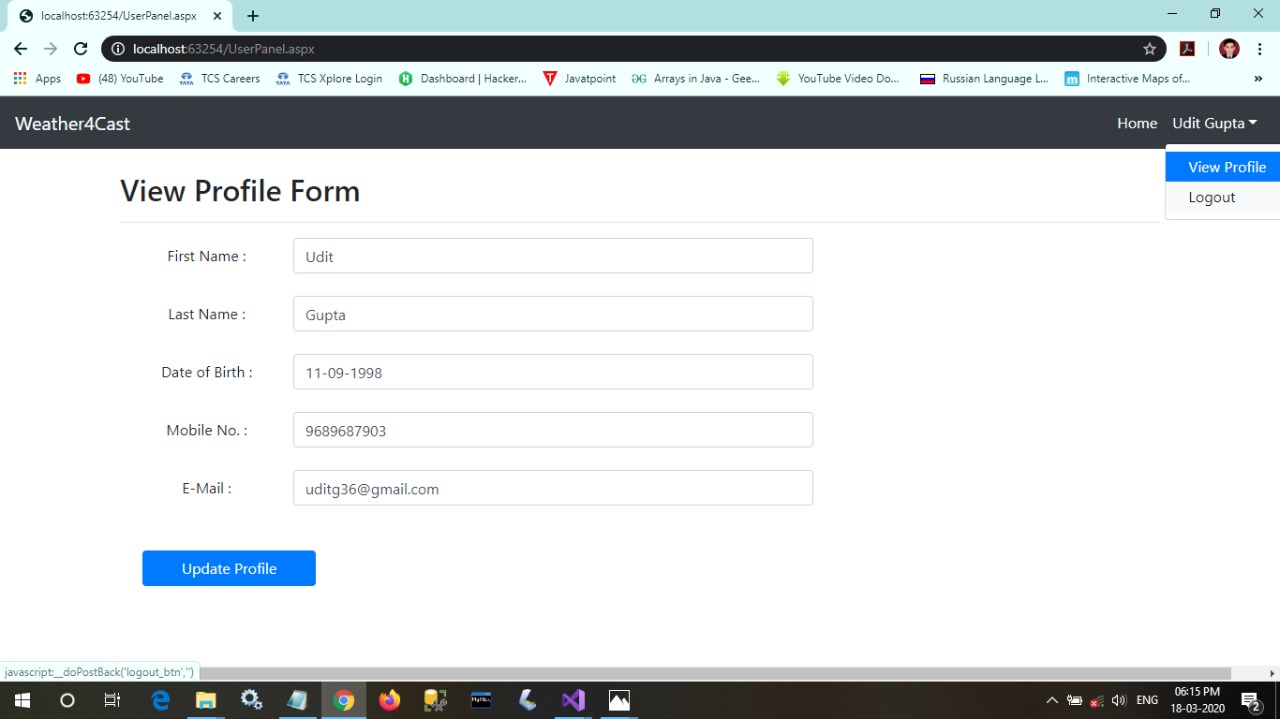 localhost:63254/UserPanel.aspx
localhost:63254/UserPanel.aspx
Apps (48) YouTube TCS Careers TCS Xplore Login Dashboard | Hacker... Javatpoint Arrays in Java - Gee... YouTube Video Do... Russian Language L... Interactive Maps of... »
Weather4Cast Home Udit Gupta
View Profile
Logout
View Profile Form
First Name : Udit
Last Name : Gupta
Date of Birth : 11-09-1998
Mobile No. : 9689687903
E-Mail : uditg36@gmail.com
Update Profile
javascript:__doPostBack('logout_btn','')
ENG 06:15 PM
18-03-2020 2